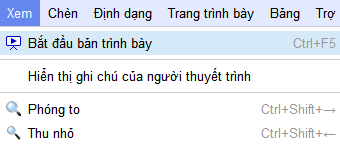 Xem Chèn Định dạng Trang trình bày Bảng Trợ
Bắt đầu bản trình bày Ctrl+F5
Hiển thị ghi chú của người thuyết trình
Phóng to Ctrl+Shift+→
Thu nhỏ Ctrl+Shift+←